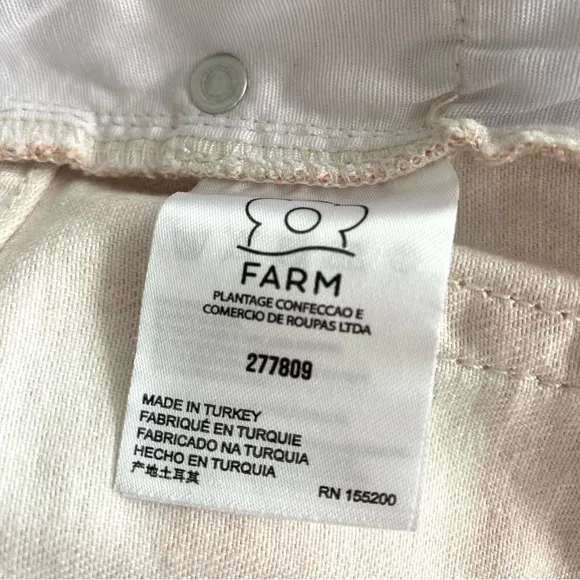 FARM
PLANTAGE CONFECCAO E
COMERCIO DE ROUPAS LTDA
277809
MADE IN TURKEY
FABRIQUÉ EN TURQUIE
FABRICADO NA TURQUIA
HECHO EN TURQUIA
产地土耳其
RN 155200